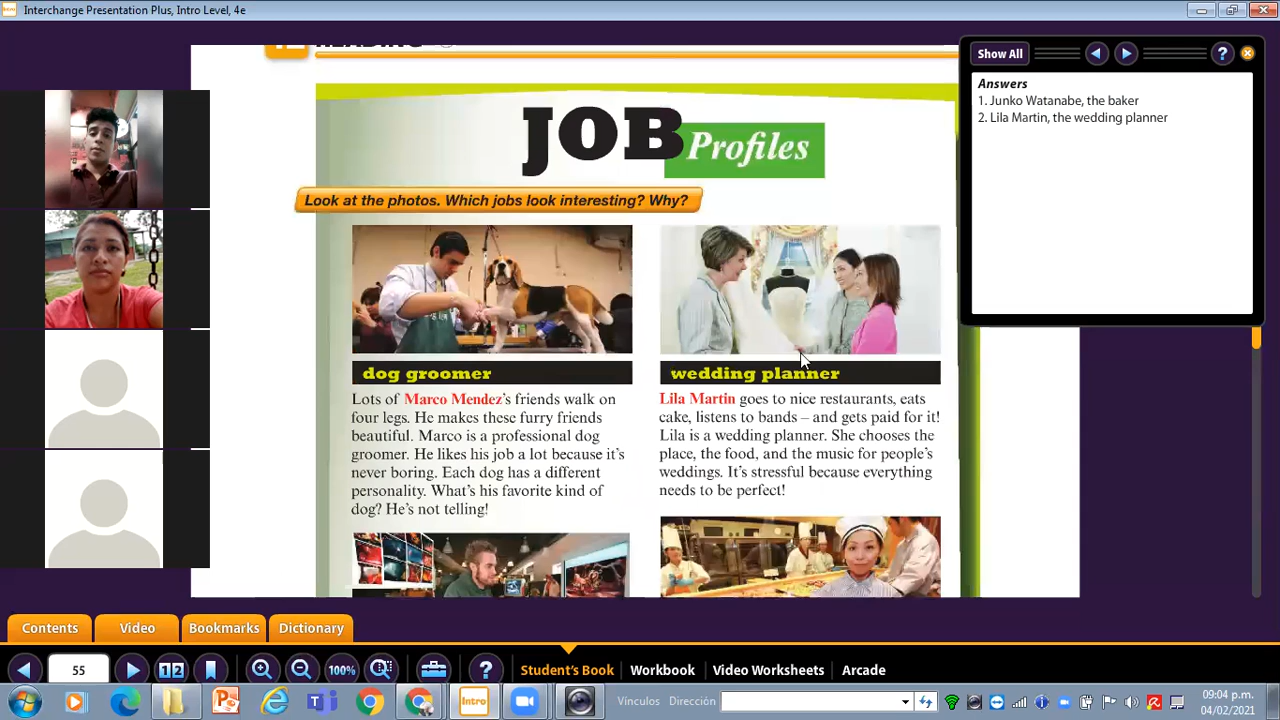 Interchange Presentation Plus, Intro Level, 4e
READING
Show All
Answers
1. Junko Watanabe, the baker
2. Lila Martin, the wedding planner
JOB
Profiles
Look at the photos. Which jobs look interesting? Why?
dog groomer
Lots of Marco Mendez's friends walk on
four legs. He makes these furry friends
beautiful. Marco is a professional dog
groomer. He likes his job a lot because it's
never boring. Each dog has a different
personality. What's his favorite kind of
dog? He's not telling!
wedding planner
Lila Martin goes to nice restaurants, eats
cake, listens to bands – and gets paid for it!
Lila is a wedding planner. She chooses the
place, the food, and the music for people's
weddings. It's stressful because everything
needs to be perfect!
Contents
Video
Bookmarks
Dictionary
55
12
100%
?
Student's Book
Workbook
Video Worksheets
Arcade
Intro
Vínculos
Dirección
09:04 p.m.
04/02/2021